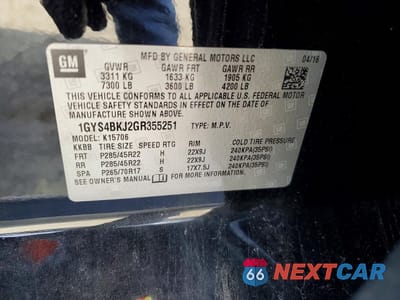 GM
MFD BY GENERAL MOTORS LLC
04/16
GVWR GAWR FRT GAWR RR
3311 KG 1633 KG 1905 KG
7300 LB 3600 LB 4200 LB
THIS VEHICLE CONFORMS TO ALL APPLICABLE U.S. FEDERAL MOTOR
VEHICLE SAFETY AND THEFT PREVENTION STANDARDS IN EFFECT ON THE DATE OF
MANUFACTURE SHOWN ABOVE.
1GYS4BKJ2GR355251 TYPE: M.P.V.
MODEL: K15706
KKBB TIRE SIZE SPEED RTG RIM COLD TIRE PRESSURE
FRT P285/45R22 H 22X9J 240KPA(35PSI)
RR P285/45R22 H 22X9J 240KPA(35PSI)
SPA P265/70R17 S 17X7.5J 240KPA(35PSI)
SEE OWNER'S MANUAL FOR MORE INFORMATION.
66 NEXTCAR